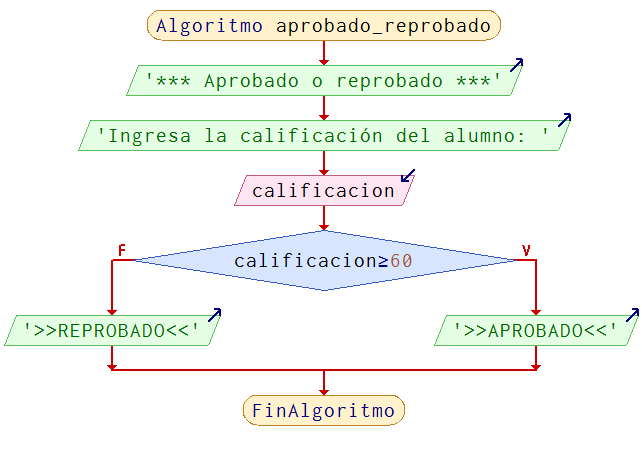 Algoritmo aprobado_reprobado
'*** Aprobado o reprobado ***'
'Ingresa la calificación del alumno: '
calificacion
F
V
calificacion≥60
'>>REPROBADO<<'
'>>APROBADO<<'
FinAlgoritmo